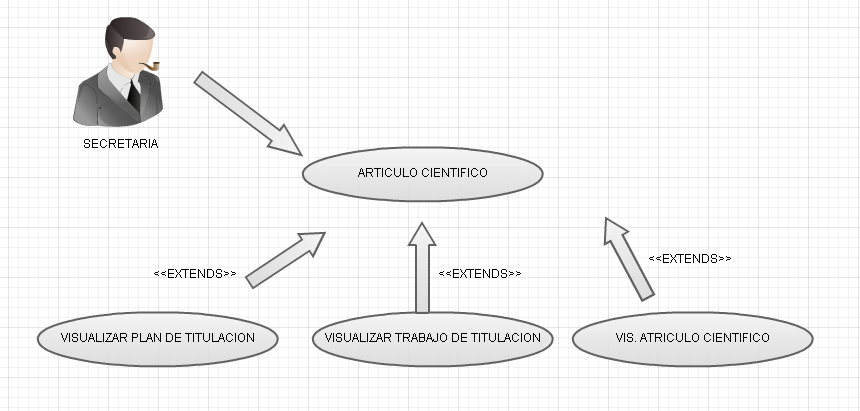 SECRETARIA
ARTICULO CIENTIFICO
<<EXTENDS>>
<<EXTENDS>>
<<EXTENDS>>
VISUALIZAR PLAN DE TITULACION
VISUALIZAR TRABAJO DE TITULACION
VIS. ATRICULO CIENTIFICO